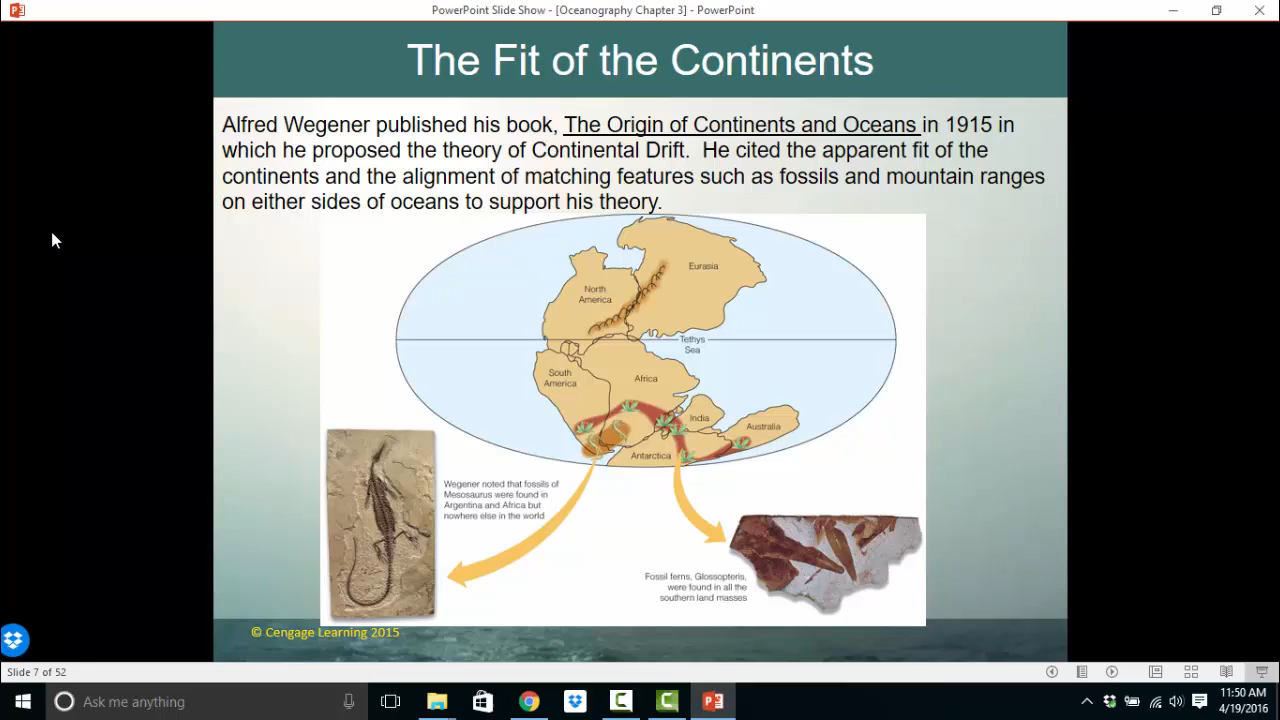 PowerPoint Slide Show - [Oceanography Chapter 3] - PowerPoint
The Fit of the Continents
Alfred Wegener published his book, The Origin of Continents and Oceans in 1915 in
which he proposed the theory of Continental Drift.  He cited the apparent fit of the
continents and the alignment of matching features such as fossils and mountain ranges
on either sides of oceans to support his theory.
Eurasia
North
America
Tethys
Sea
South
America
Africa
India
Australia
Antarctica
Wegener noted that fossils of
Mesosaurus were found in
Argentina and Africa but
nowhere else in the world
Fossil ferns, Glossopteris,
were found in all the
southern land masses
© Cengage Learning 2015
Slide 7 of 52
Ask me anything
11:50 AM
4/19/2016